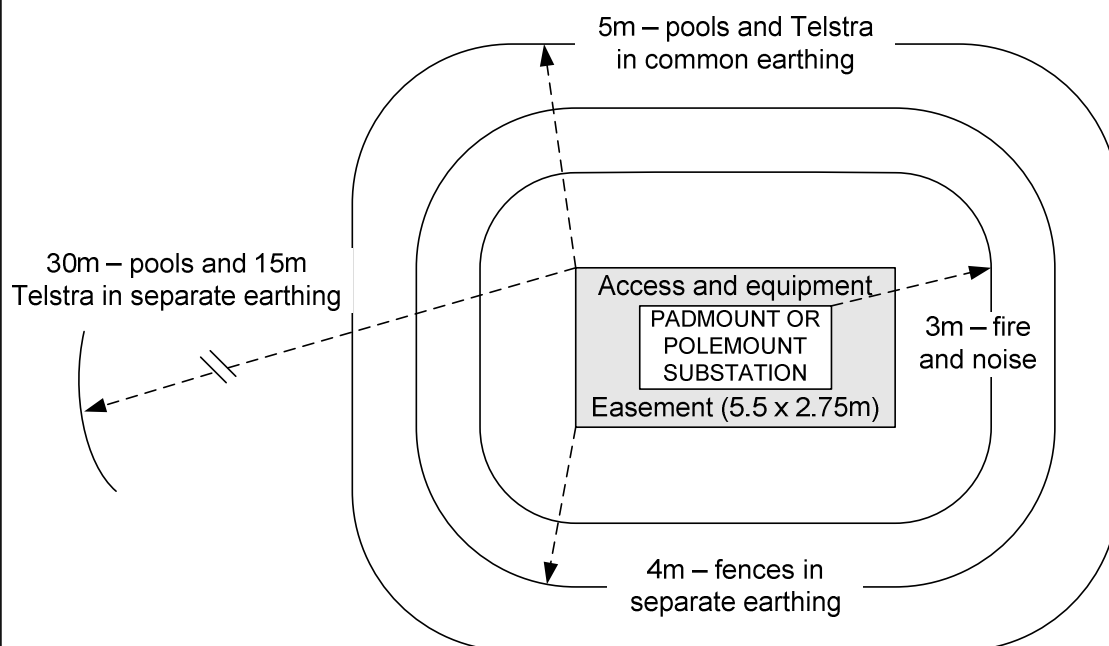 5m – pools and Telstra
in common earthing
30m – pools and 15m
Telstra in separate earthing
Access and equipment
PADMOUNT OR
POLEMOUNT
SUBSTATION
Easement (5.5 x 2.75m)
3m – fire
and noise
4m – fences in
separate earthing